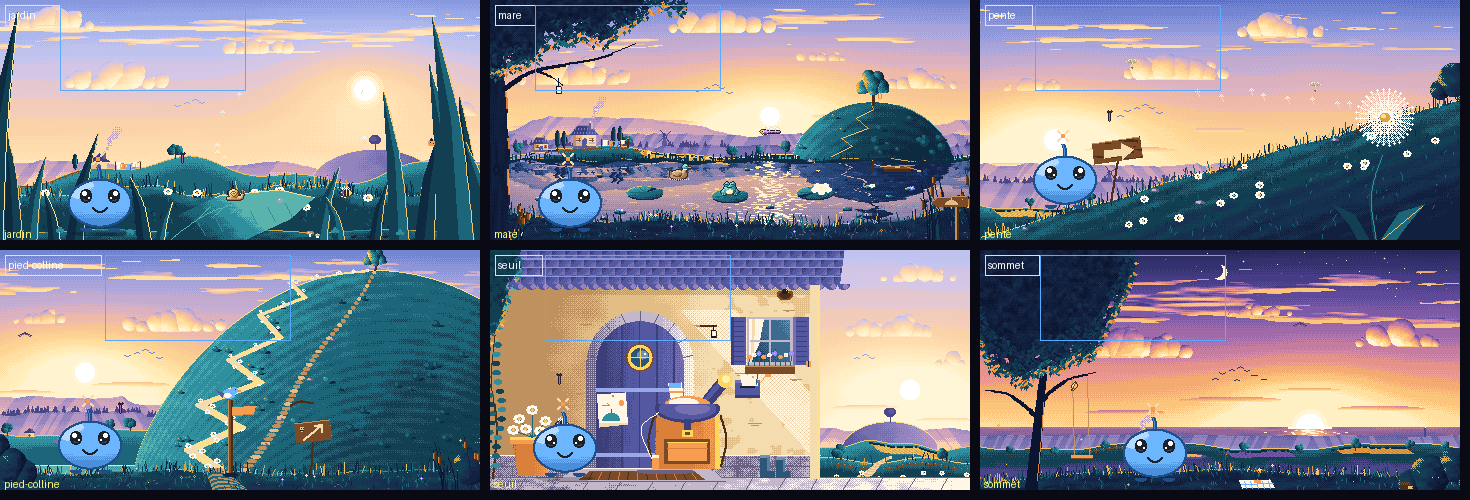 jardin
mare
pente
jardin
mare
pente
pied-colline
seuil
sommet
pied-colline
seuil
sommet